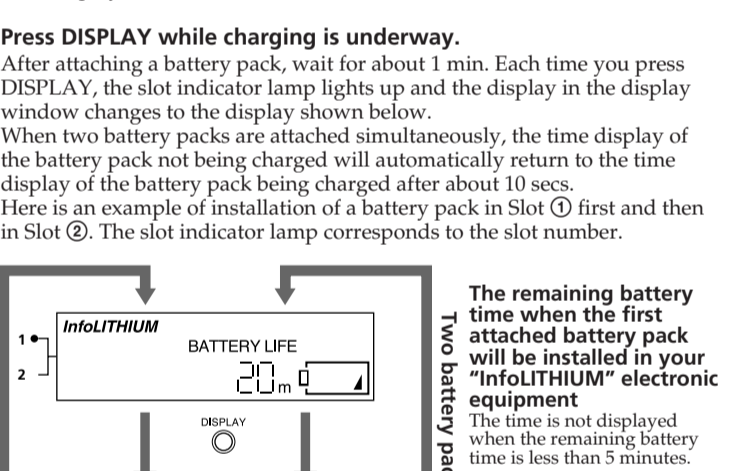 Press DISPLAY while charging is underway.
After attaching a battery pack, wait for about 1 min. Each time you press
DISPLAY, the slot indicator lamp lights up and the display in the display
window changes to the display shown below.
When two battery packs are attached simultaneously, the time display of
the battery pack not being charged will automatically return to the time
display of the battery pack being charged after about 10 secs.
Here is an example of installation of a battery pack in Slot ① first and then
in Slot ②. The slot indicator lamp corresponds to the slot number.
InfoLITHIUM
1
2
BATTERY LIFE
20 m
DISPLAY
Two battery
The remaining battery
time when the first
attached battery pack
will be installed in your
“InfoLITHIUM” electronic
equipment
The time is not displayed
when the remaining battery
time is less than 5 minutes.